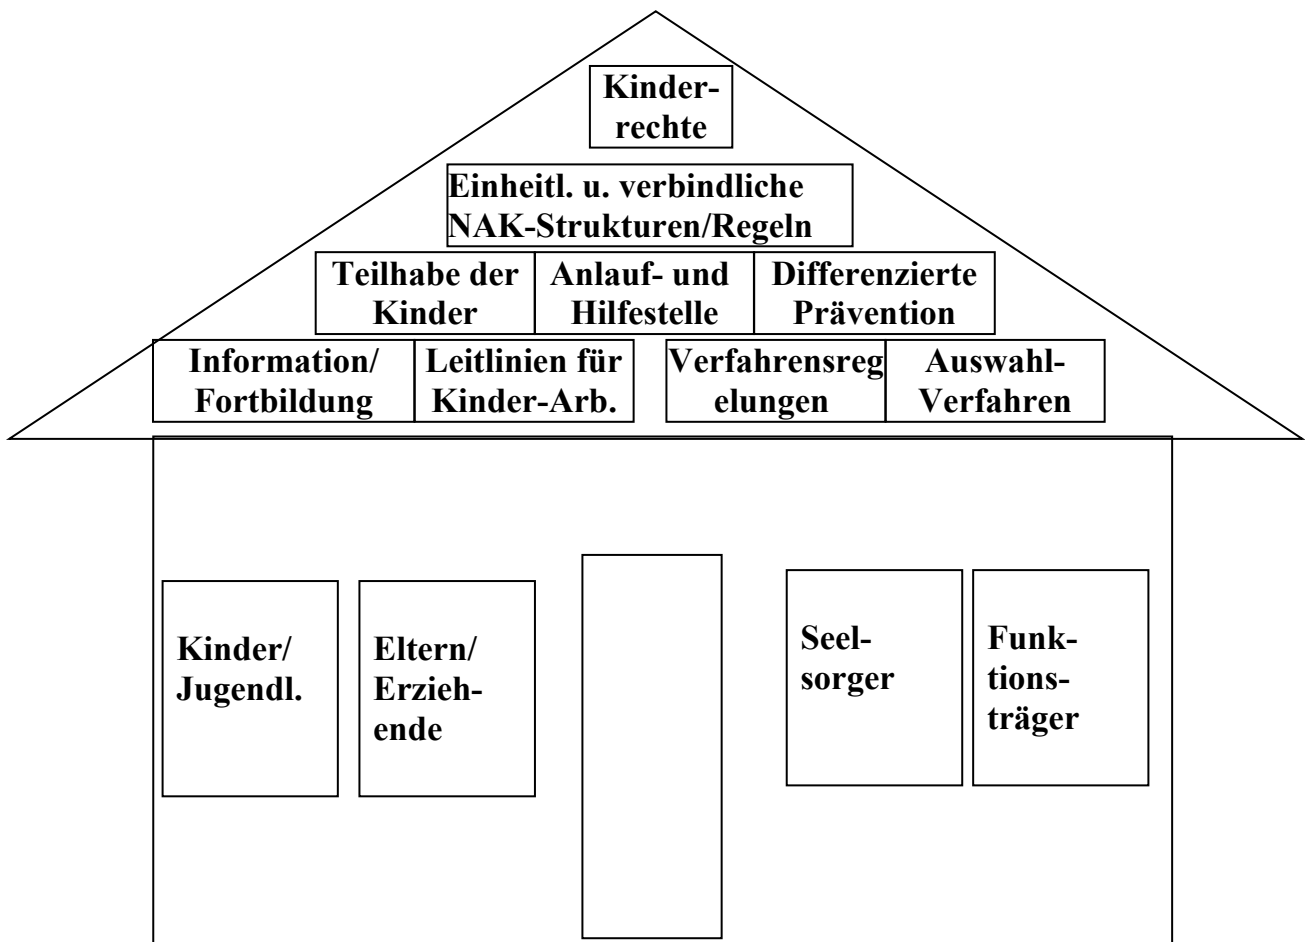 Kinder-
rechte
Einheitl. u. verbindliche
NAK-Strukturen/Regeln
Teilhabe der
Kinder
Anlauf- und
Hilfestelle
Differenzierte
Prävention
Information/
Fortbildung
Leitlinien für
Kinder-Arb.
Verfahrensreg
elungen
Auswahl-
Verfahren
Kinder/
Jugendl.
Eltern/
Erzieh-
ende
Seel-
sorger
Funk-
tions-
träger